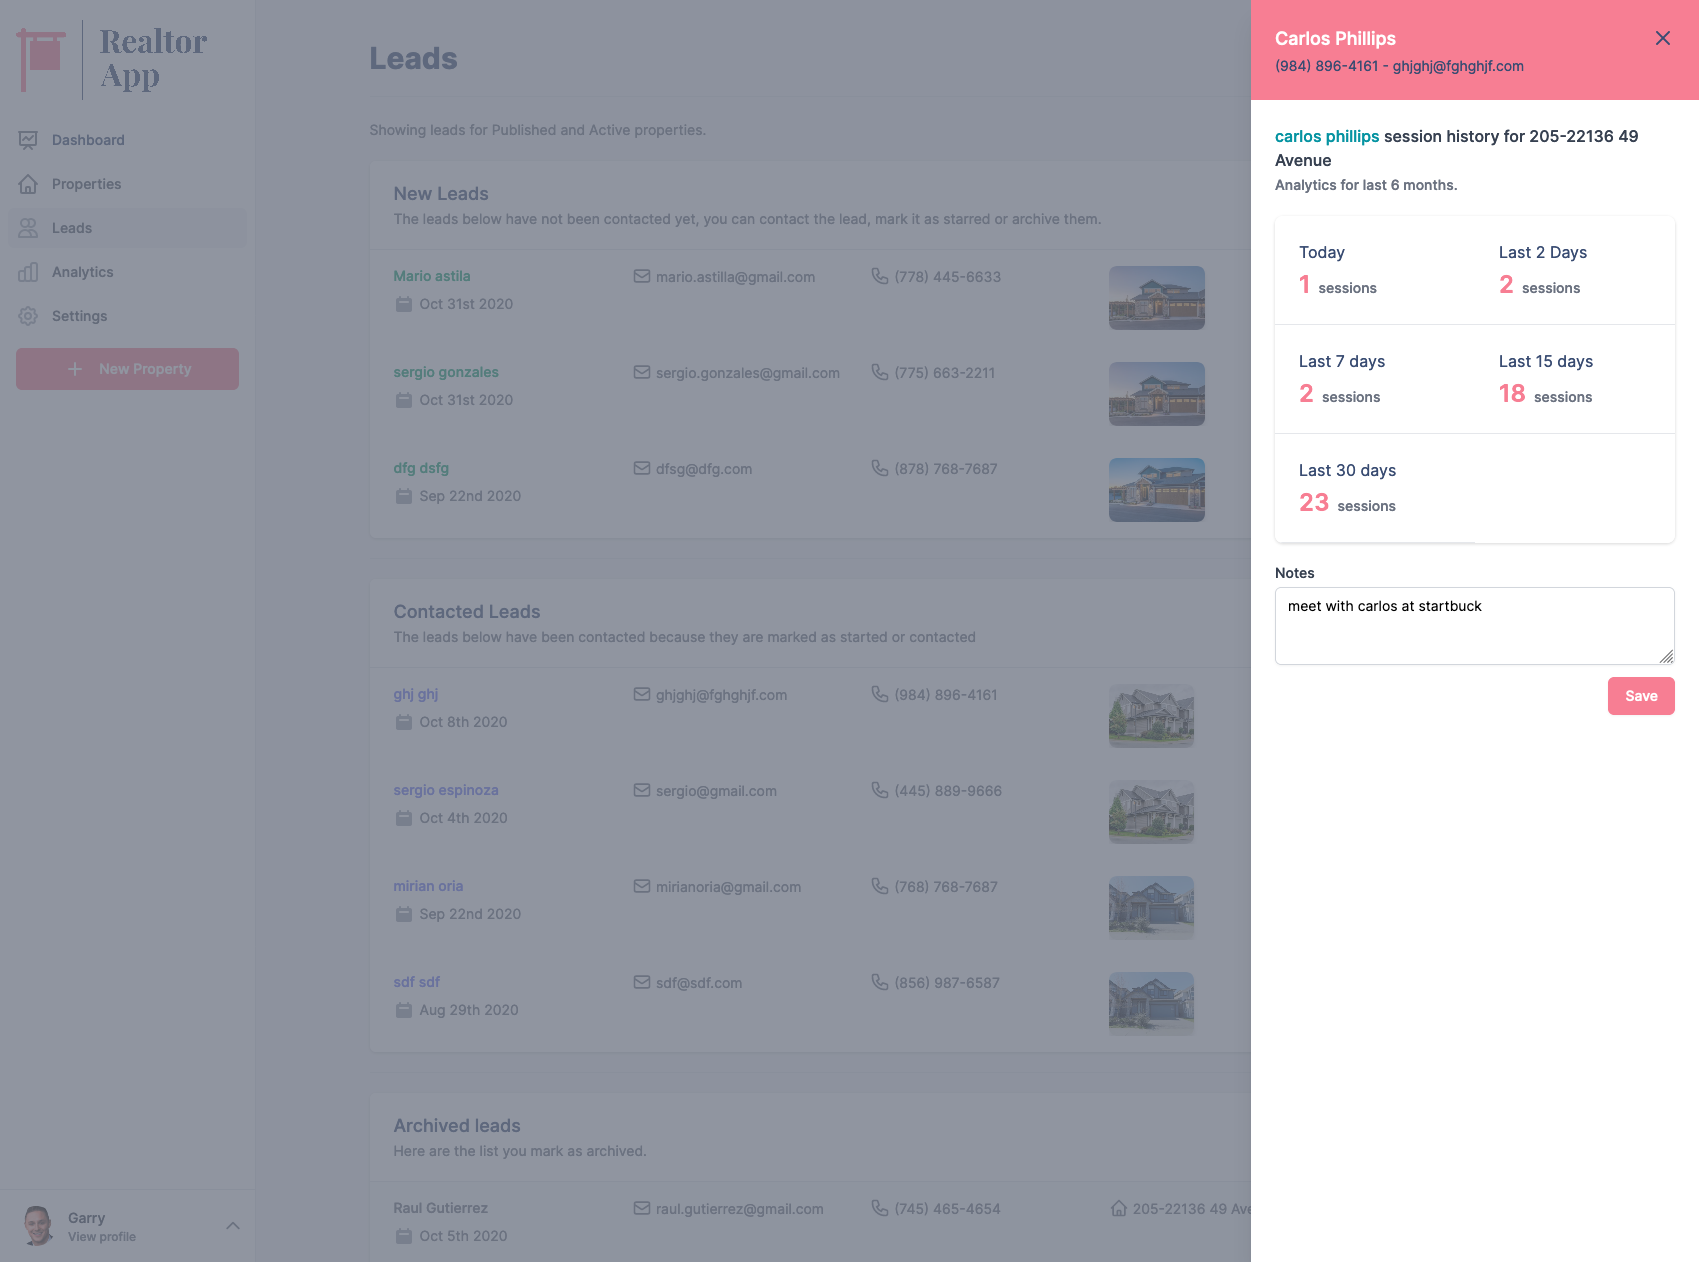 Realtor
App
Dashboard
Properties
Leads
Analytics
Settings
New Property
Garry
View profile
Leads
Showing leads for Published and Active properties.
New Leads
The leads below have not been contacted yet, you can contact the lead, mark it as starred or archive them.
Mario astila mario.astilla@gmail.com (778) 445-6633
Oct 31st 2020
sergio gonzales sergio.gonzales@gmail.com (775) 663-2211
Oct 31st 2020
dfg dsfg dfsg@dfg.com (878) 768-7687
Sep 22nd 2020
Contacted Leads
The leads below have been contacted because they are marked as started or contacted
ghj ghj ghjghj@fghghjf.com (984) 896-4161
Oct 8th 2020
sergio espinoza sergio@gmail.com (445) 889-9666
Oct 4th 2020
mirian oria mirianoria@gmail.com (768) 768-7687
Sep 22nd 2020
sdf sdf sdf@sdf.com (856) 987-6587
Aug 29th 2020
Archived leads
Here are the list you mark as archived.
Raul Gutierrez raul.gutierrez@gmail.com (745) 465-4654 205-22136 49 Ave
Oct 5th 2020
Carlos Phillips
(984) 896-4161 - ghjghj@fghghjf.com
carlos phillips session history for 205-22136 49
Avenue
Analytics for last 6 months.
Today Last 2 Days
1 sessions 2 sessions
Last 7 days Last 15 days
2 sessions 18 sessions
Last 30 days
23 sessions
Notes
meet with carlos at startbuck
Save